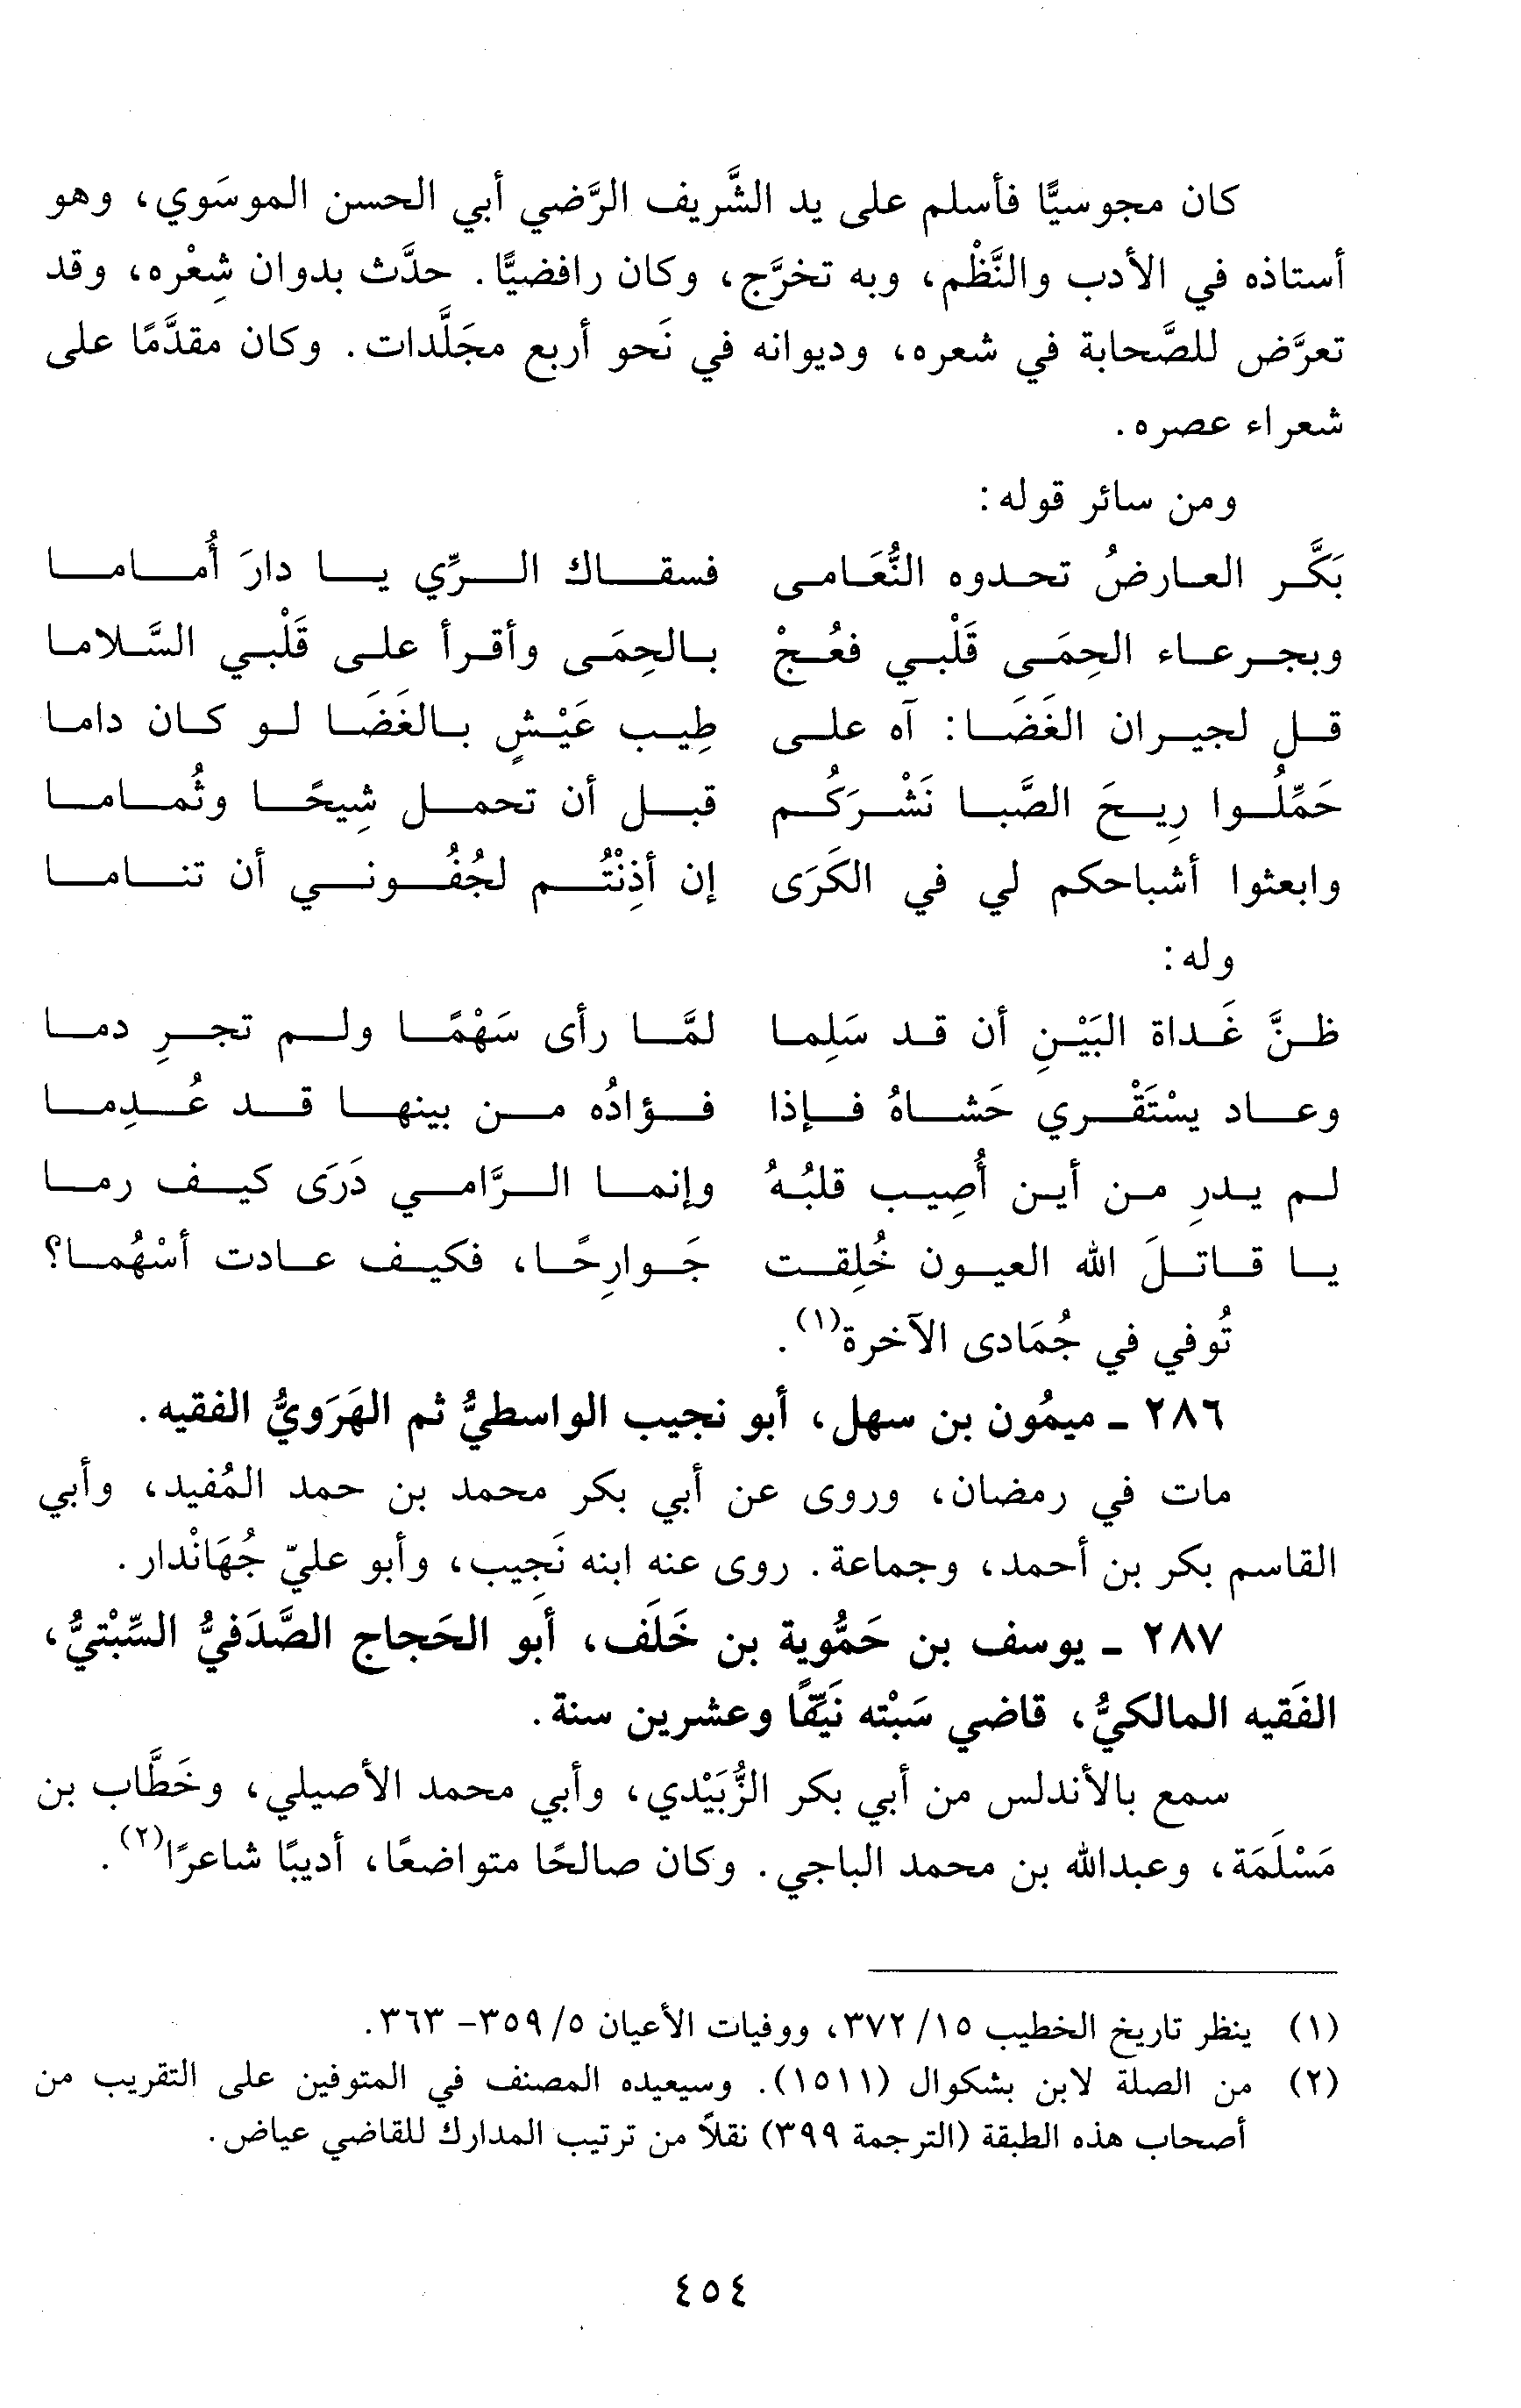 كان مجوسيًّا فأسلم على يد الشَّريف الرَّضي أبي الحسن الموسَوي، وهو
أستاذه في الأدب والنَّظْم، وبه تخرَّج، وكان رافضيًّا. حدَّث بدوان شِعْره، وقد
تعرَّض للصَّحابة في شعره، وديوانه في نَحو أربع مجَلَّدات. وكان مقدَّمًا على
شعراء عصره.
ومن سائر قوله:
بَكَّر العارضُ تحدوه النُّعَامى فسقاك الرِّي يا دارَ أُماما
وبجرعاء الحِمَى قَلْبي فعُجْ بالحِمَى وأقرأ على قَلْبي السَّلاما
قل لجيران الغَضَا: آه على طِيب عَيْشٍ بالغَضَا لو كان داما
حَمِّلُوا رِيحَ الصَّبا نَشْرَكُم قبل أن تحمل شِيحًا وثُماما
وابعثوا أشباحكم لي في الكَرَى إن أذِنْتُم لجُفُوني أن تناما
وله:
ظنَّ غَداة البَيْنِ أن قد سَلِما لمَّا رأى سَهْمًا ولم تجرِ دما
وعاد يسْتَقْري حَشاهُ فإذا فؤادُه من بينها قد عُدِما
لم يدرِ من أين أُصِيب قلبُهُ وإنما الرَّامي دَرَى كيف رما
يا قاتلَ الله العيون خُلِقت جَوارِحًا، فكيف عادت أسْهُما؟
تُوفي في جُمَادى الآخرة(١).
٢٨٦ ـ ميمُون بن سهل، أبو نجيب الواسطيُّ ثم الهَرَويُّ الفقيه.
مات في رمضان، وروى عن أبي بكر محمد بن حمد المُفيد، وأبي
القاسم بكر بن أحمد، وجماعة. روى عنه ابنه نَجِيب، وأبو عليّ جُهَانْدار.
٢٨٧ ـ يوسف بن حَمُّوية بن خَلَف، أبو الحَجاج الصَّدَفيُّ السِّبْتيُّ،
الفَقيه المالكيُّ، قاضي سَبْته نَيِّفًا وعشرين سنة.
سمع بالأندلس من أبي بكر الزُّبَيْدي، وأبي محمد الأصيلي، وخَطَّاب بن
مَسْلَمَة، وعبدالله بن محمد الباجي. وكان صالحًا متواضعًا، أديبًا شاعرًا(٢).
(١) ينظر تاريخ الخطيب ١٥/ ٣٧٢، ووفيات الأعيان ٥/ ٣٥٩- ٣٦٣.
(٢) من الصلة لابن بشكوال (١٥١١). وسيعيده المصنف في المتوفين على التقريب من
أصحاب هذه الطبقة (الترجمة ٣٩٩) نقلاً من ترتيب المدارك للقاضي عياض.
٤٥٤